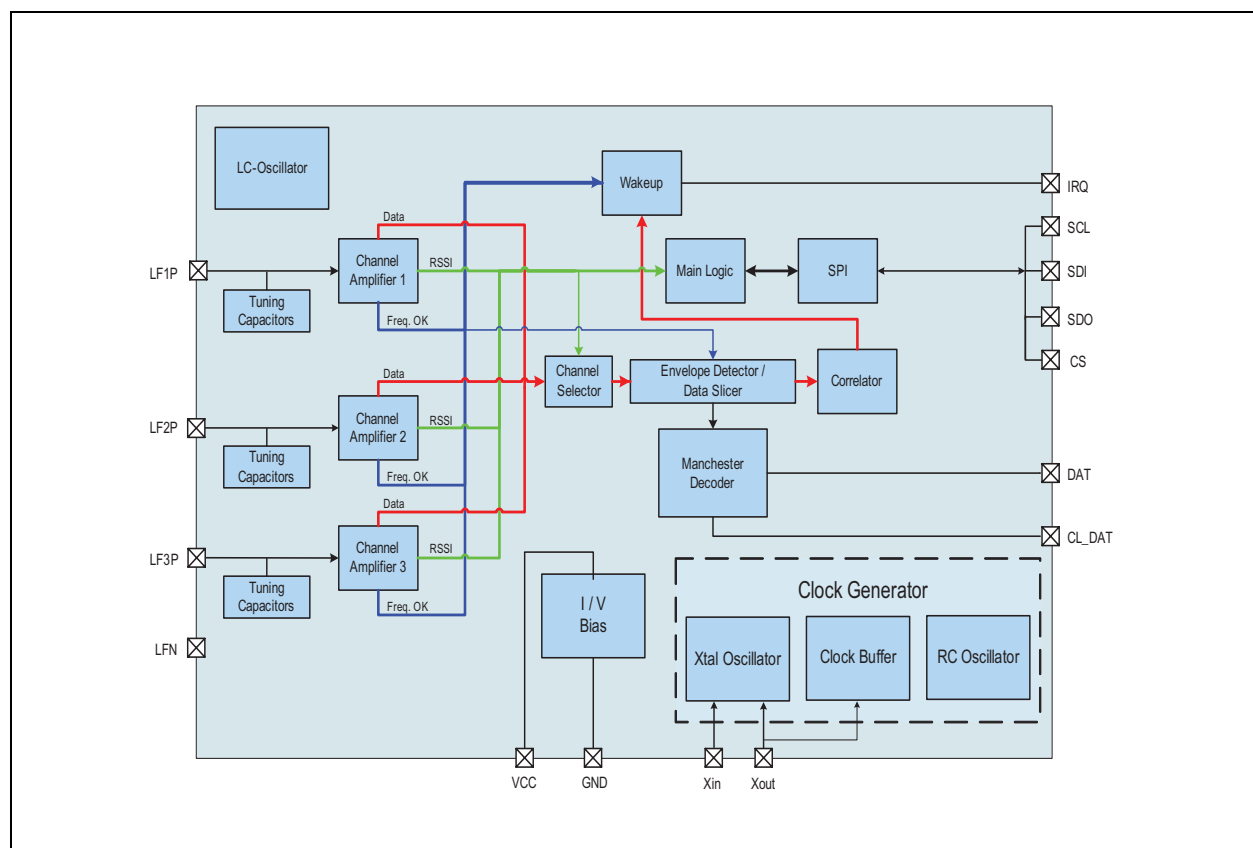 LC-Oscillator
Wakeup
IRQ
SCL
Data
Channel
Amplifier 1
RSSI
Main Logic
SPI
LF1P
SDI
Tuning
Capacitors
Freq. OK
SDO
CS
Data
Channel
Selector
Envelope Detector /
Data Slicer
Correlator
Channel
Amplifier 2
RSSI
LF2P
Tuning
Capacitors
Freq. OK
Manchester
Decoder
DAT
Data
Channel
Amplifier 3
RSSI
CL_DAT
LF3P
Tuning
Capacitors
Freq. OK
I / V
Bias
Clock Generator
Xtal Oscillator
Clock Buffer
RC Oscillator
LFN
VCC
GND
Xin
Xout